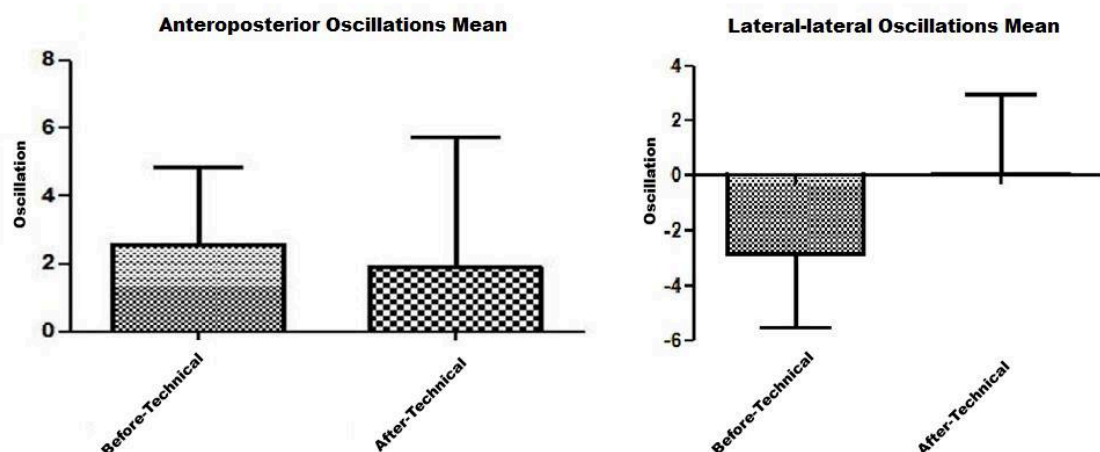 Anteroposterior Oscillations Mean
8
6
4
2
0
Oscillation
Before-Technical
After-Technical
Lateral-lateral Oscillations Mean
4
2
0
-2
-4
-6
Oscillation
Before-Technical
After-Technical